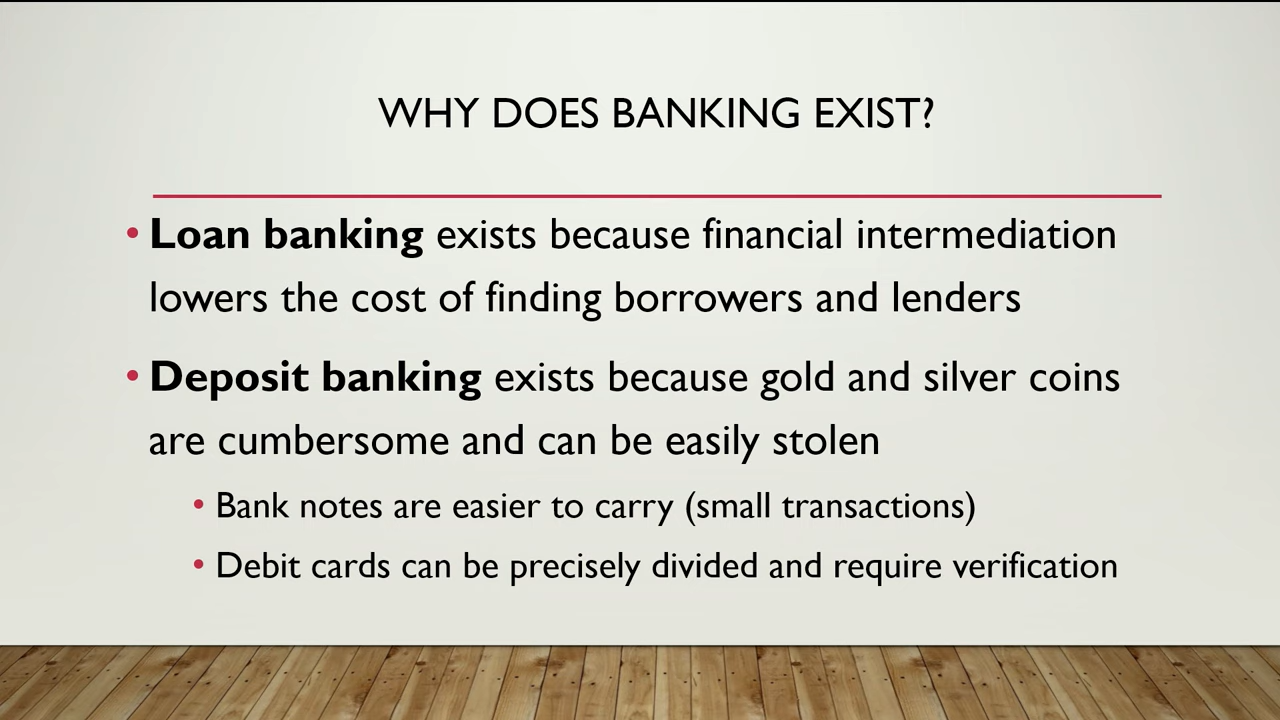 WHY DOES BANKING EXIST?
• Loan banking exists because financial intermediation
lowers the cost of finding borrowers and lenders
• Deposit banking exists because gold and silver coins
are cumbersome and can be easily stolen
• Bank notes are easier to carry (small transactions)
• Debit cards can be precisely divided and require verification